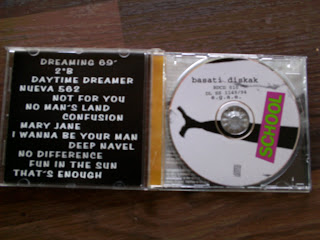 DREAMING 69'
2"B
DAYTIME DREAMER
NUEVA 562
NOT FOR YOU
NO MAN'S LAND
CONFUSION
MARY JANE
I WANNA BE YOUR MAN
DEEP NAVEL
NO DIFFERENCE
FUN IN THE SUN
THAT'S ENOUGH
basati diskak
SCHOOL